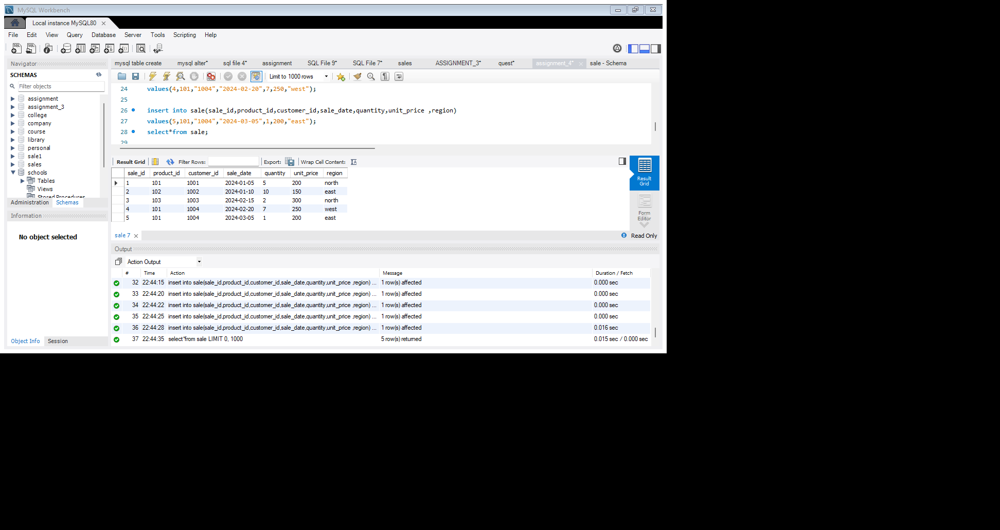 MySQL Workbench
Local instance MySQL80
File Edit View Query Database Server Tools Scripting Help
Navigator
SCHEMAS
Filter objects
assignment
assignment_3
college
company
course
library
personal
sale1
sales
schools
Tables
Views
Stored Procedures
Administration Schemas
Information
No object selected
Object Info Session
mysql table create mysql alter* sql file 4* assignment SQL File 9* SQL File 7* sales ASSIGNMENT_3* quest* assignment_4* sale - Schema
Limit to 1000 rows
24 values(4,101,"1004","2024-02-20",7,250,"west");
25
26 insert into sale(sale_id,product_id,customer_id,sale_date,quantity,unit_price ,region)
27 values(5,101,"1004","2024-03-05",1,200,"east");
28 select*from sale;
29
Result Grid Filter Rows: Export: Wrap Cell Content:
sale_id product_id customer_id sale_date quantity unit_price region
1 101 1001 2024-01-05 5 200 north
2 102 1002 2024-01-10 10 150 east
3 103 1003 2024-02-15 2 300 north
4 101 1004 2024-02-20 7 250 west
5 101 1004 2024-03-05 1 200 east
Result
Grid
Form
Editor
sale 7
Read Only
Output
Action Output
# Time Action Message Duration / Fetch
32 22:44:15 insert into sale(sale_id,product_id,customer_id,sale_date,quantity,unit_price ,region) ... 1 row(s) affected 0.000 sec
33 22:44:20 insert into sale(sale_id,product_id,customer_id,sale_date,quantity,unit_price ,region) ... 1 row(s) affected 0.000 sec
34 22:44:22 insert into sale(sale_id,product_id,customer_id,sale_date,quantity,unit_price ,region) ... 1 row(s) affected 0.000 sec
35 22:44:25 insert into sale(sale_id,product_id,customer_id,sale_date,quantity,unit_price ,region) ... 1 row(s) affected 0.000 sec
36 22:44:28 insert into sale(sale_id,product_id,customer_id,sale_date,quantity,unit_price ,region) ... 1 row(s) affected 0.016 sec
37 22:44:35 select*from sale LIMIT 0, 1000 5 row(s) returned 0.015 sec / 0.000 sec